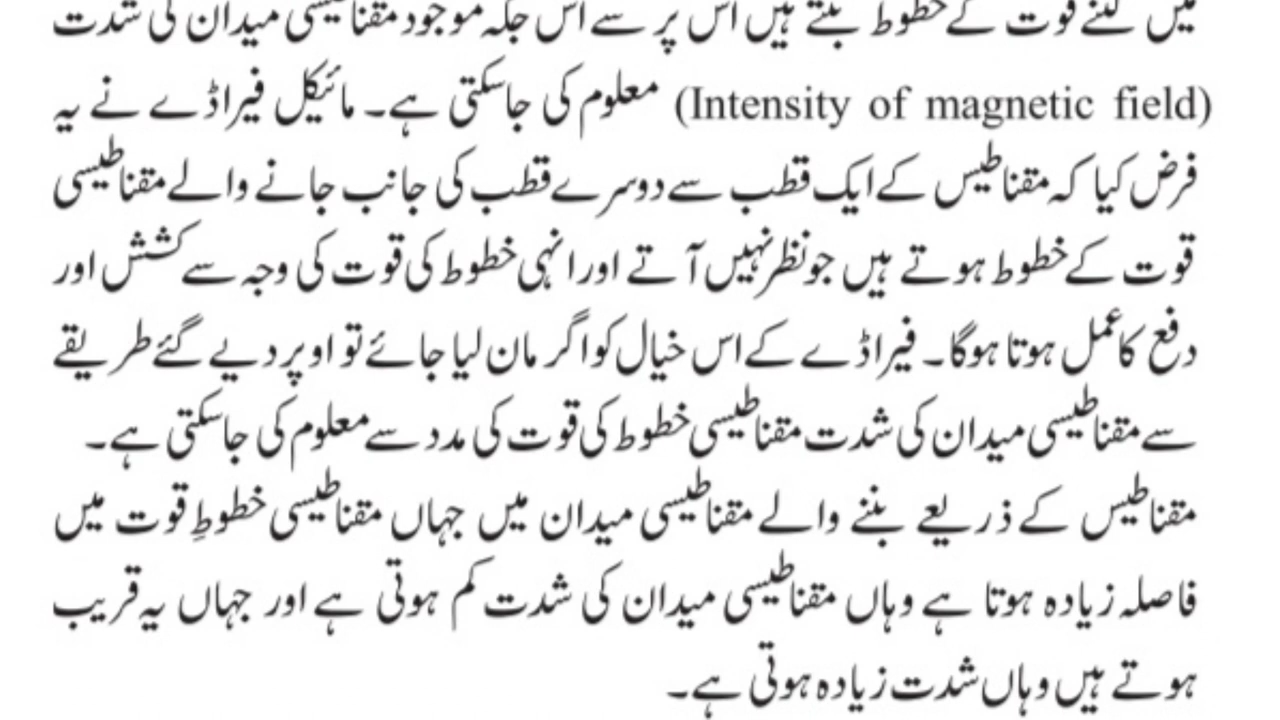 میں کتنے قوت کے خطوط بنتے ہیں اس پر سے اس جگہ موجود مقناطیسی میدان کی شدت
(Intensity of magnetic field) معلوم کی جاسکتی ہے۔ مائیکل فیراڈے نے یہ
فرض کیا کہ مقناطیس کے ایک قطب سے دوسرے قطب کی جانب جانے والے مقناطیسی
قوت کے خطوط ہوتے ہیں جو نظر نہیں آتے اور انہی خطوط کی قوت کی وجہ سے کشش اور
دفع کا عمل ہوتا ہوگا۔ فیراڈے کے اس خیال کو اگر مان لیا جائے تو اوپر دیے گئے طریقے
سے مقناطیسی میدان کی شدت مقناطیسی خطوط کی قوت کی مدد سے معلوم کی جاسکتی ہے۔
مقناطیس کے ذریعے بننے والے مقناطیسی میدان میں جہاں مقناطیسی خطوطِ قوت میں
فاصلہ زیادہ ہوتا ہے وہاں مقناطیسی میدان کی شدت کم ہوتی ہے اور جہاں یہ قریب
ہوتے ہیں وہاں شدت زیادہ ہوتی ہے۔